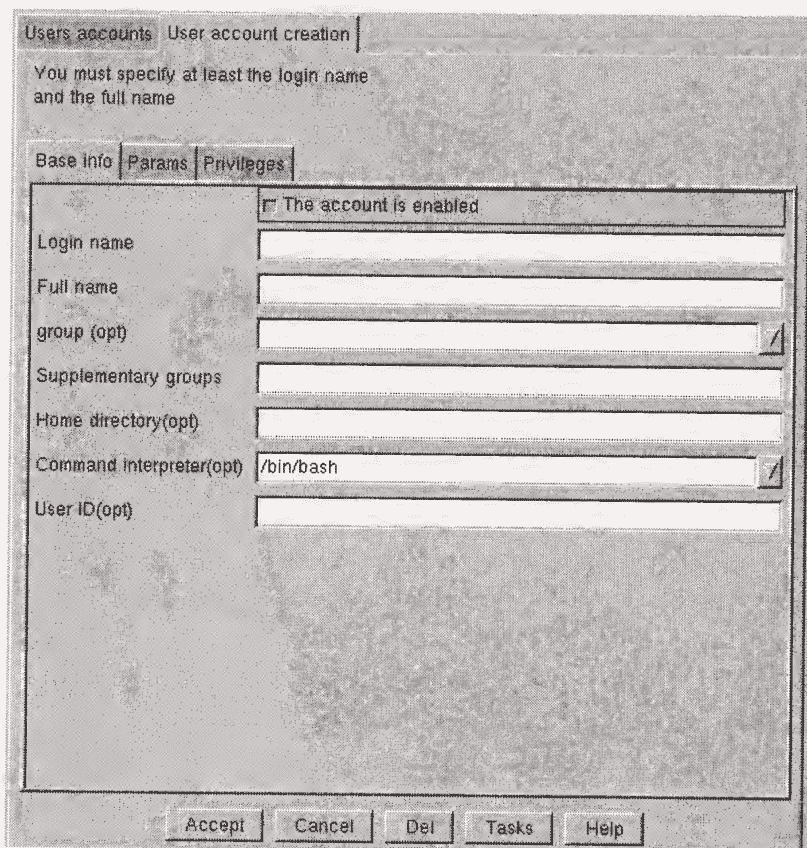 Users accounts User account creation
You must specify at least the login name
and the full name
Base info Params Privileges
The account is enabled
Login name
Full name
group (opt)
Supplementary groups
Home directory(opt)
Command interpreter(opt) /bin/bash
User ID(opt)
Accept Cancel Del Tasks Help